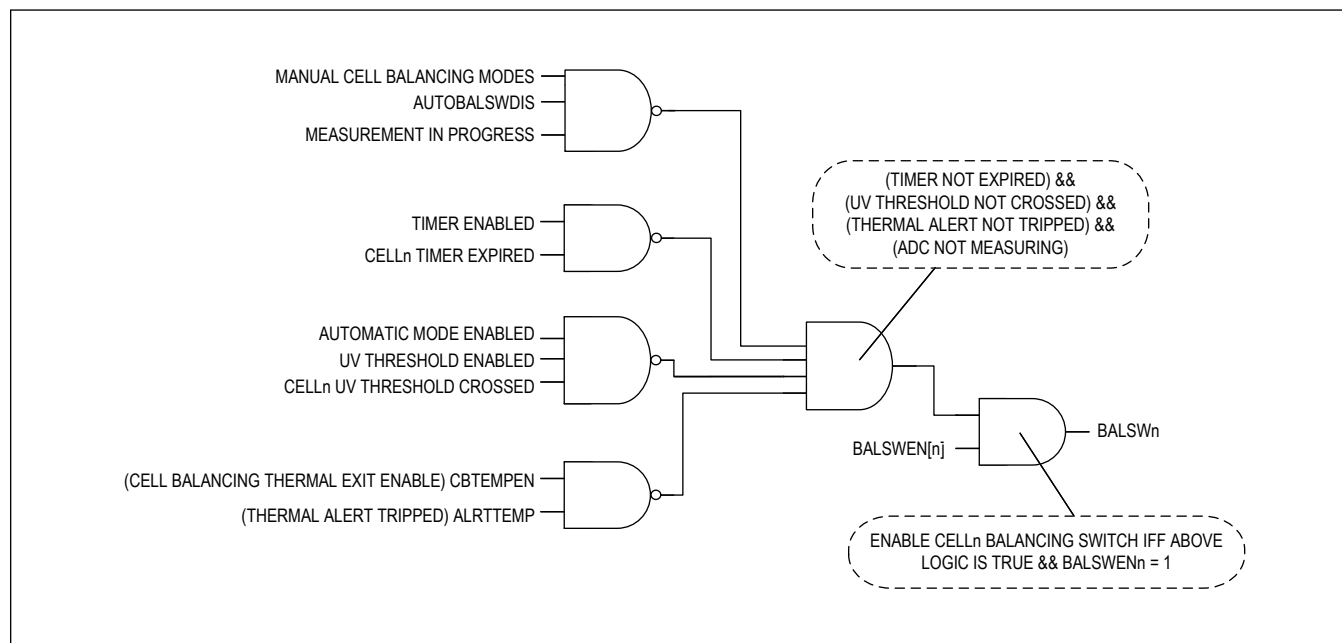 MANUAL CELL BALANCING MODES
AUTOBALSWDIS
MEASUREMENT IN PROGRESS
TIMER ENABLED
CELLn TIMER EXPIRED
AUTOMATIC MODE ENABLED
UV THRESHOLD ENABLED
CELLn UV THRESHOLD CROSSED
(CELL BALANCING THERMAL EXIT ENABLE) CBTEMPEN
(THERMAL ALERT TRIPPED) ALRTTEMP
(TIMER NOT EXPIRED) &&
(UV THRESHOLD NOT CROSSED) &&
(THERMAL ALERT NOT TRIPPED) &&
(ADC NOT MEASURING)
BALSWEN[n]
BALSWn
ENABLE CELLn BALANCING SWITCH IFF ABOVE
LOGIC IS TRUE && BALSWENn = 1